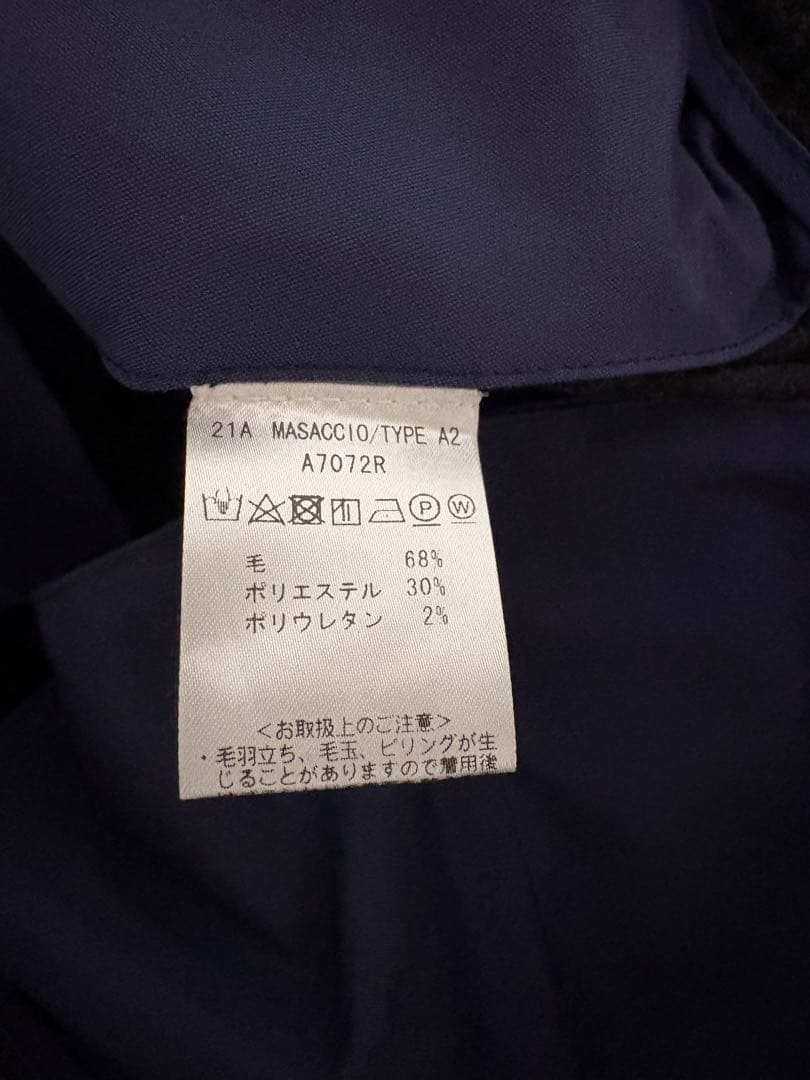 21A MASACCIO/TYPE A2
A7072R
P W
毛 68%
ポリエステル 30%
ポリウレタン 2%
<お取扱上のご注意>
・毛羽立ち、毛玉、ピリングが生
じることがありますので着用後